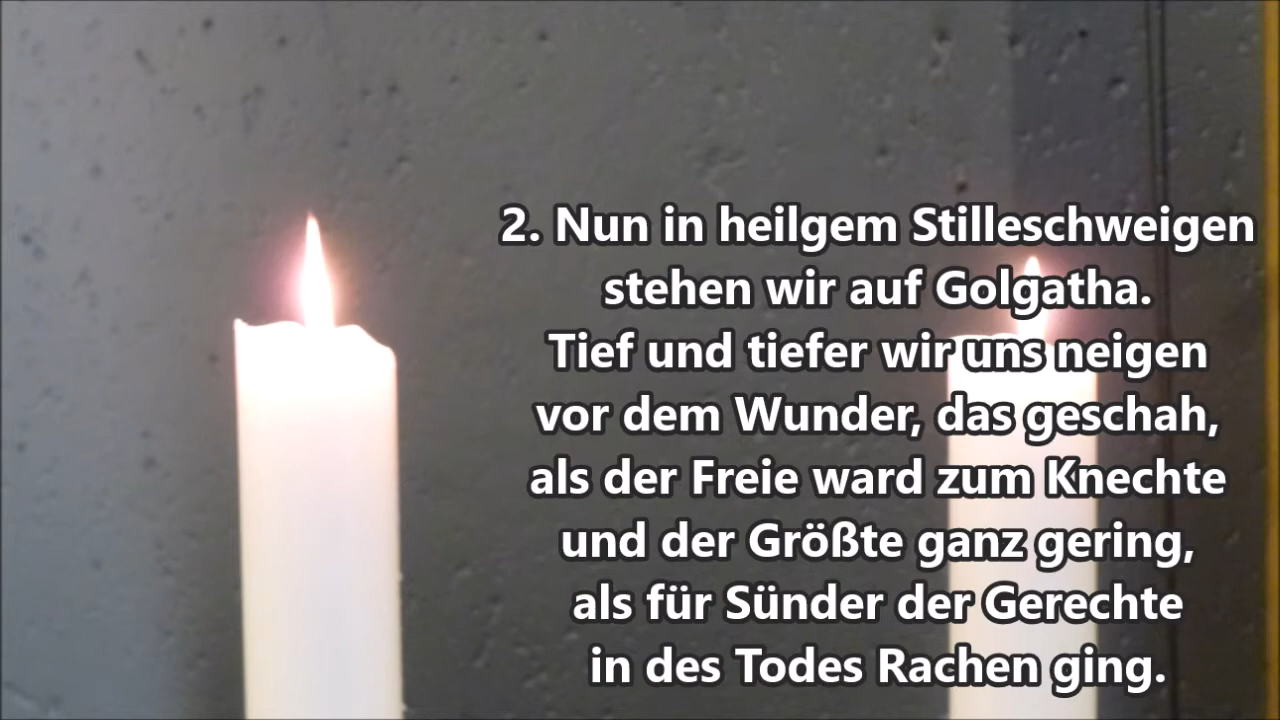 2. Nun in heilgem Stilleschweigen
stehen wir auf Golgatha.
Tief und tiefer wir uns neigen
vor dem Wunder, das geschah,
als der Freie ward zum Knechte
und der Größte ganz gering,
als für Sünder der Gerechte
in des Todes Rachen ging.